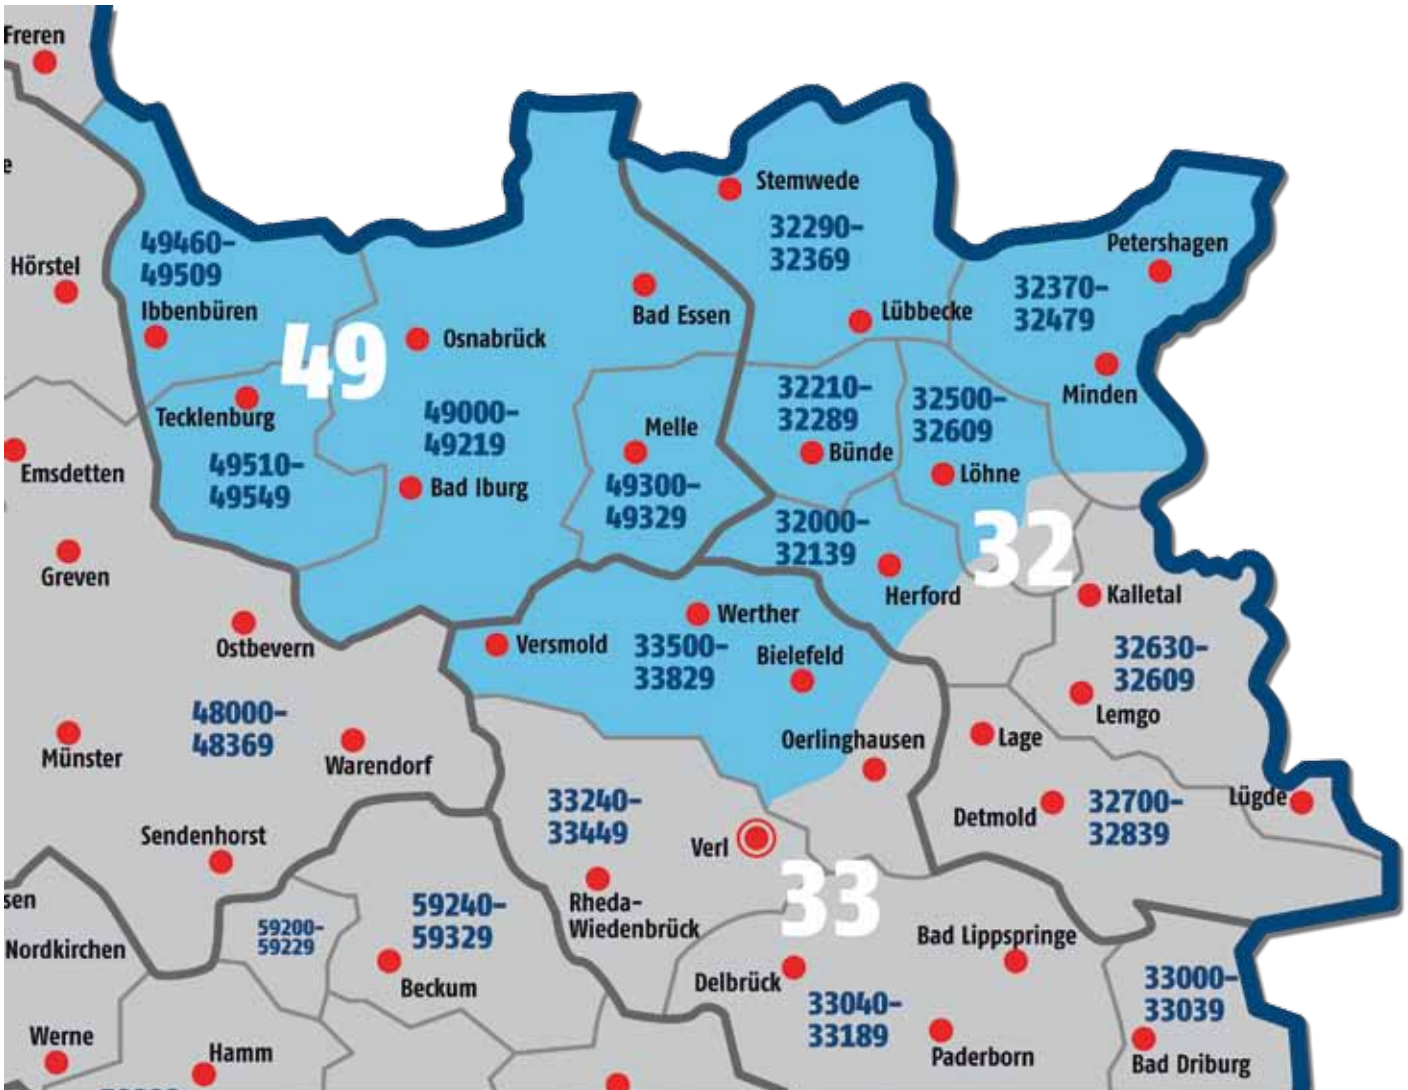 Freren
e
Stemwede
32290–
32369
Petershagen
49460–
49509
Hörstel
Ibbenbüren
Bad Essen
32370–
32479
Lübbecke
49
Osnabrück
32210–
32289
32500–
32609
Minden
Tecklenburg
49000–
49219
Melle
Bünde
Emsdetten
49510–
49549
Bad Iburg
49300–
49329
Löhne
32000–
32139
32
Greven
Herford
Kalletal
Ostbevern
Versmold
Werther
33500–
33829
Bielefeld
32630–
32609
Lemgo
48000–
48369
Münster
Warendorf
Oerlinghausen
Lage
33240–
33449
Detmold
32700–
32839
Lügde
Sendenhorst
Verl
33
sen
Nordkirchen
59200–
59229
59240–
59329
Rheda-
Wiedenbrück
Bad Lippspringe
Beckum
Delbrück
33040–
33189
33000–
33039
Werne
Hamm
Paderborn
Bad Driburg